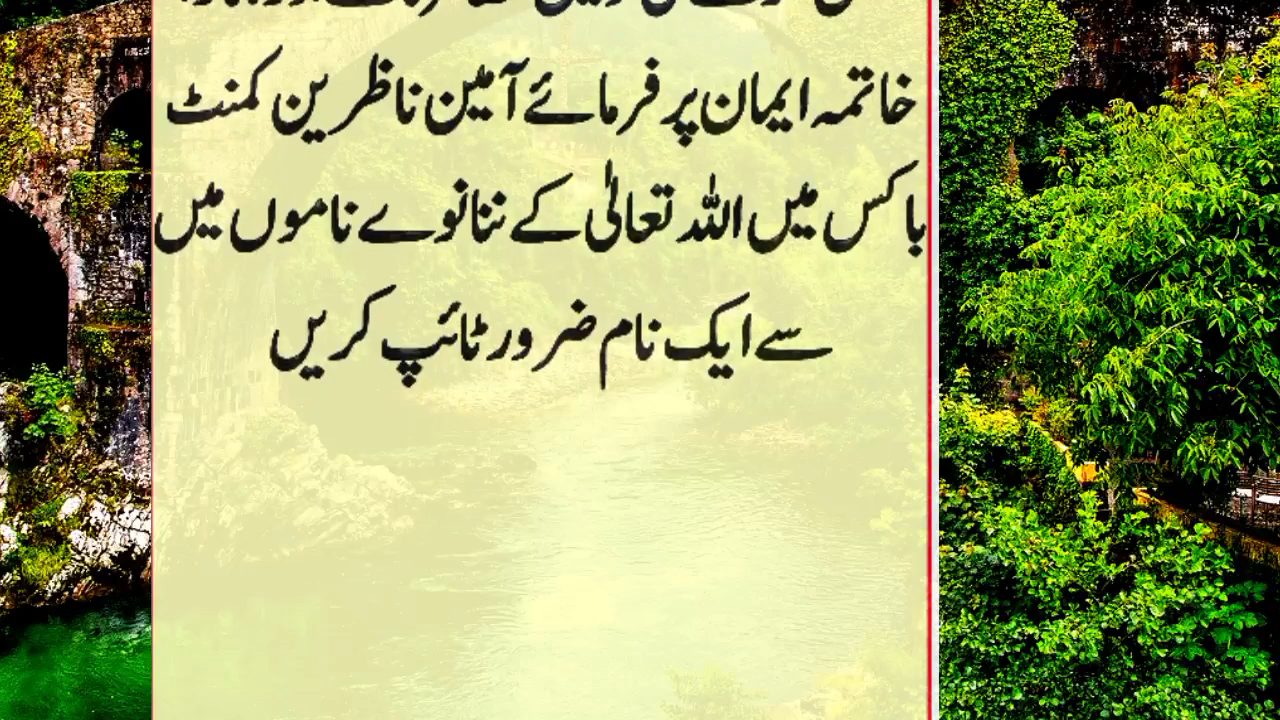 خاتمہ ایمان پر فرمائے آمین ناظرین کمنٹ
باکس میں اللہ تعالیٰ کے ننانوے ناموں میں
سے ایک نام ضرور ٹائپ کریں